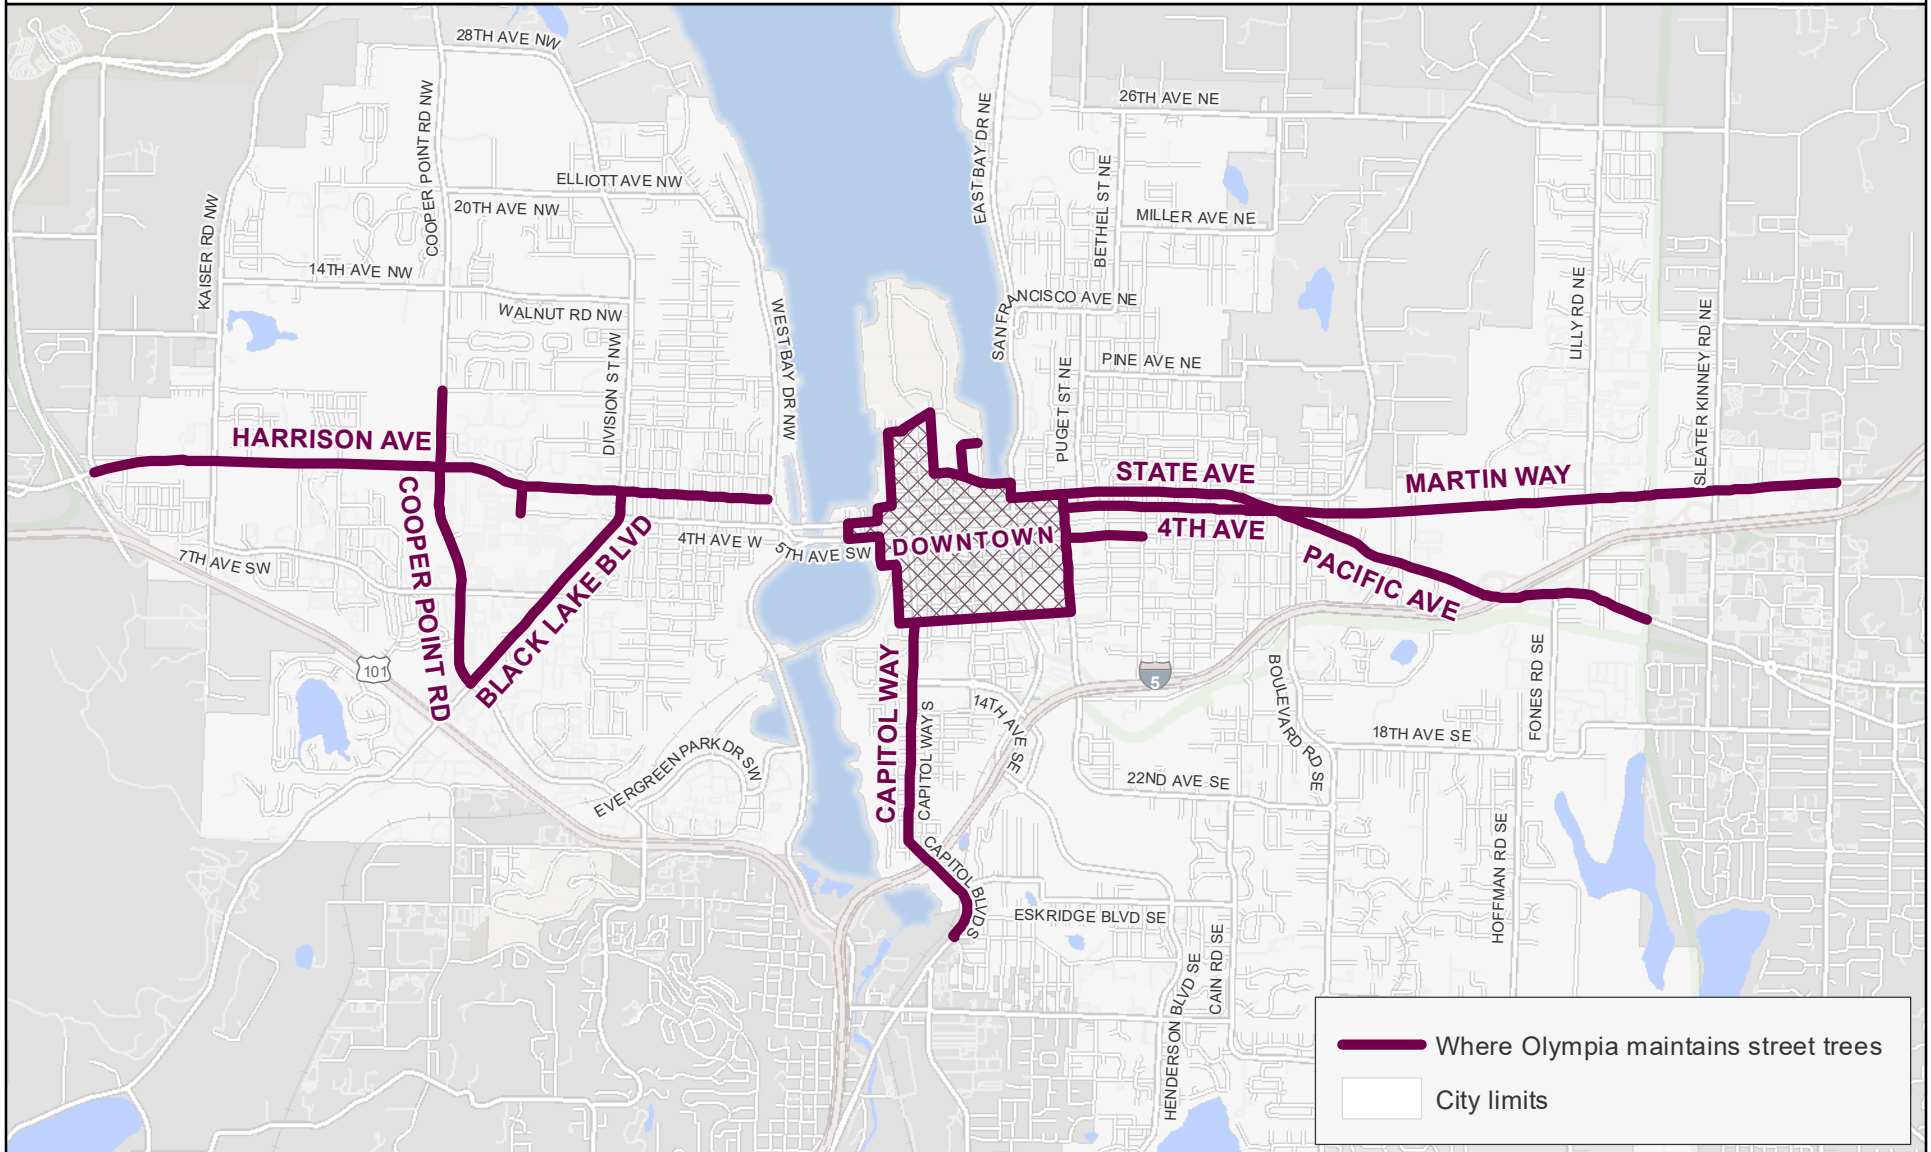 28TH AVE NW
COOPER POINT RD NW
26TH AVE NE
EAST BAY DR NE
ELLIOTT AVE NW
20TH AVE NW
BETHEL ST NE
MILLER AVE NE
KAISER RD NW
14TH AVE NW
WALNUT RD NW
WEST BAY DR NW
SAN FRANCISCO AVE NE
LILLY RD NE
SLEATER KINNEY RD NE
DIVISION ST NW
PINE AVE NE
PUGET ST NE
HARRISON AVE
STATE AVE
MARTIN WAY
COOPER POINT RD
BLACK LAKE BLVD
4TH AVE W
5TH AVE SW
DOWNTOWN
4TH AVE
PACIFIC AVE
7TH AVE SW
101
5
CAPITOL WAY
CAPITOL WAY S
14TH AVE SE
BOULEVARD RD SE
FONES RD SE
18TH AVE SE
22ND AVE SE
EVERGREEN PARK DR SW
CAPITOL BLVD S
ESKRIDGE BLVD SE
HOFFMAN RD SE
CAIN RD SE
HENDERSON BLVD SE
Where Olympia maintains street trees
City limits